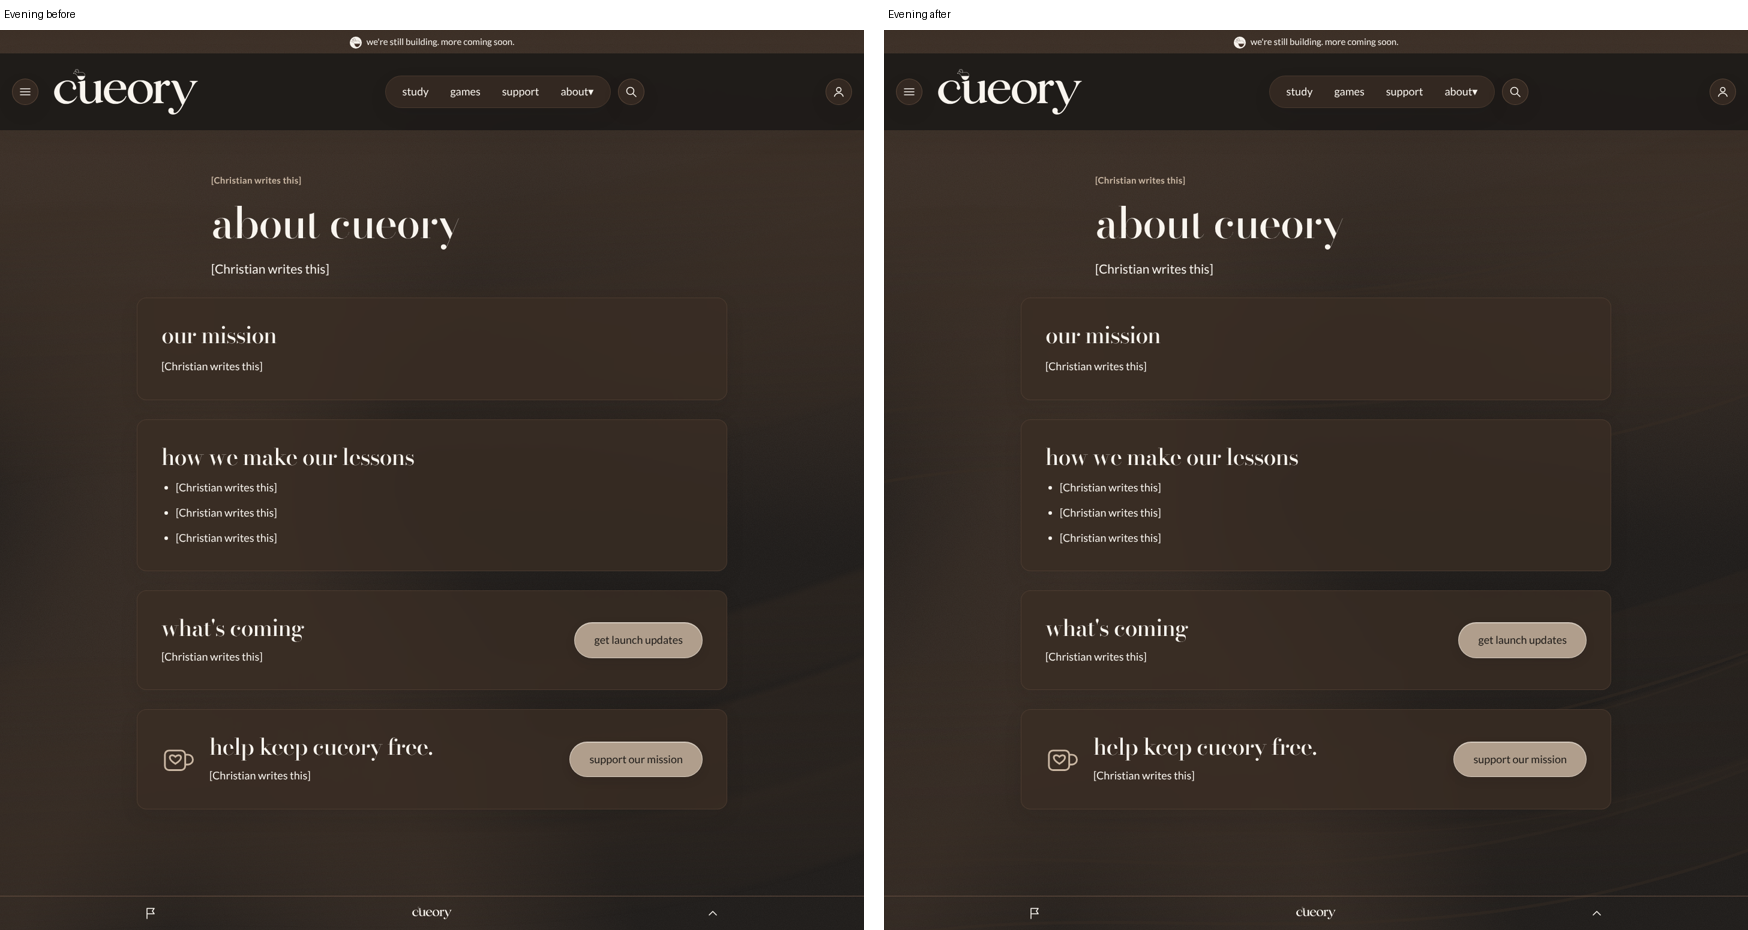 Evening before
we're still building. more coming soon.
cueory
study games support about▾
[Christian writes this]
about cueory
[Christian writes this]
our mission
[Christian writes this]
how we make our lessons
• [Christian writes this]
• [Christian writes this]
• [Christian writes this]
what's coming
[Christian writes this]
get launch updates
help keep cueory free.
[Christian writes this]
support our mission
cueory
Evening after
we're still building. more coming soon.
cueory
study games support about▾
[Christian writes this]
about cueory
[Christian writes this]
our mission
[Christian writes this]
how we make our lessons
• [Christian writes this]
• [Christian writes this]
• [Christian writes this]
what's coming
[Christian writes this]
get launch updates
help keep cueory free.
[Christian writes this]
support our mission
cueory